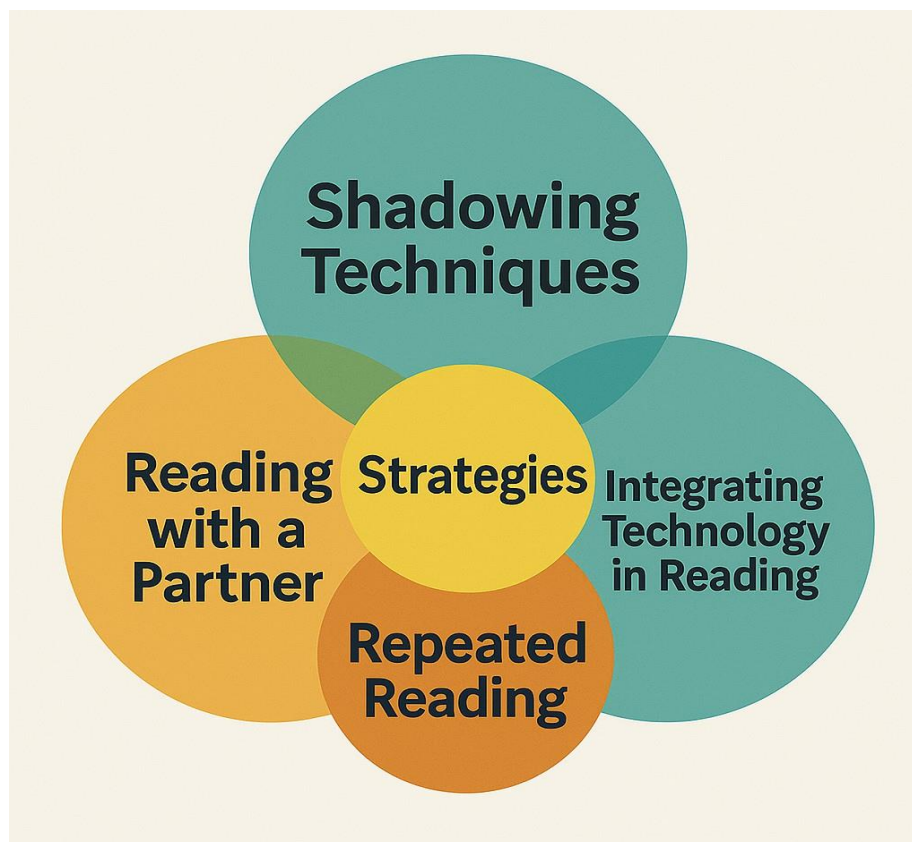 Shadowing
Techniques
Reading
with a
Partner
Strategies
Integrating
Technology
in Reading
Repeated
Reading